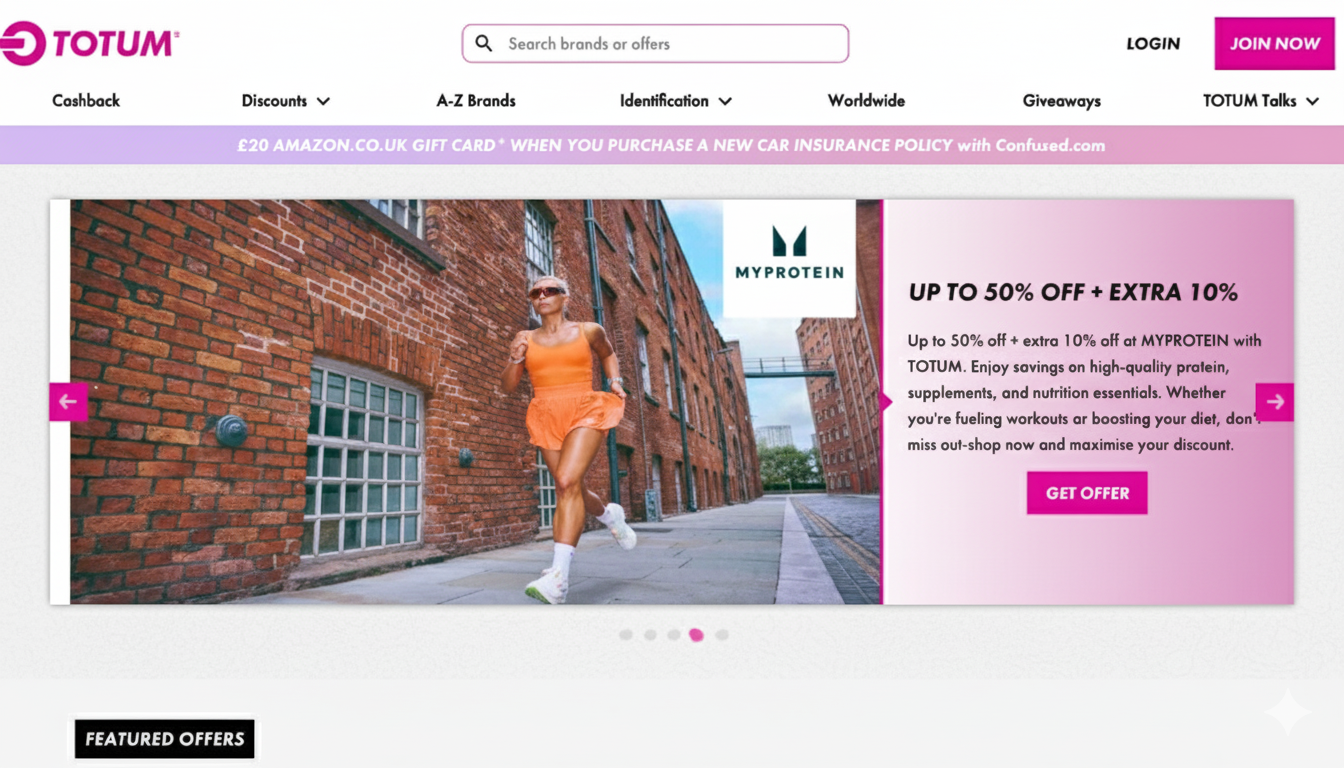 TOTUM
Search brands or offers
LOGIN
JOIN NOW
Cashback
Discounts
A-Z Brands
Identification
Worldwide
Giveaways
TOTUM Talks
£20 AMAZON.CO.UK GIFT CARD* WHEN YOU PURCHASE A NEW CAR INSURANCE POLICY with Confused.com
MYPROTEIN
UP TO 50% OFF + EXTRA 10%
Up to 50% off + extra 10% off at MYPROTEIN with
TOTUM. Enjoy savings on high-quality pratein,
supplements, and nutrition essentials. Whether
you're fueling workouts ar boosting your diet, don'
miss out-shop now and maximise your discount.
GET OFFER
FEATURED OFFERS